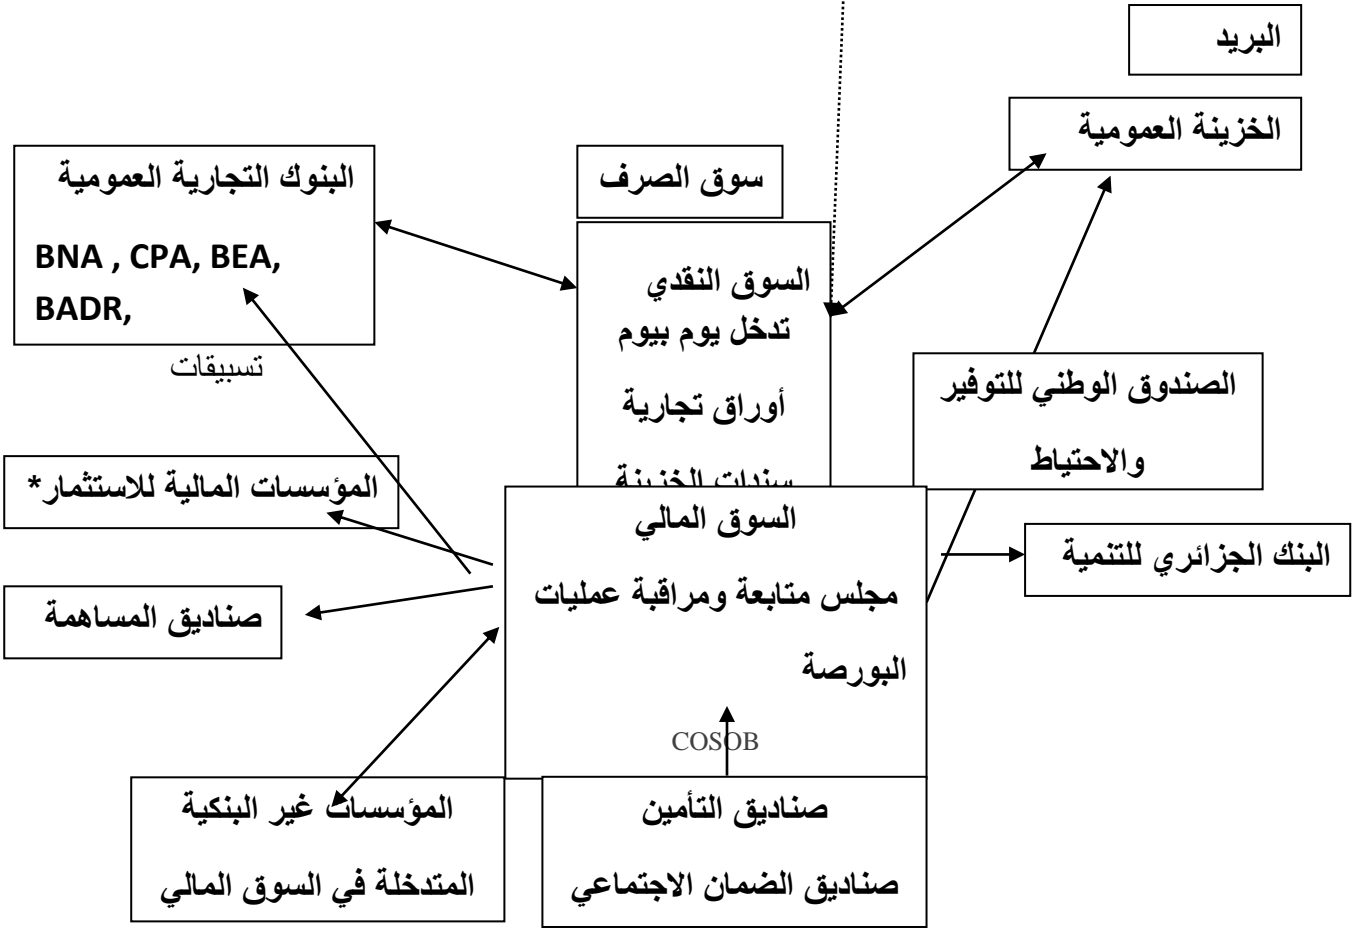 البريد
الخزينة العمومية
سوق الصرف
البنوك التجارية العمومية
BNA , CPA, BEA,
BADR,
تسبيقات
السوق النقدي
تدخل يوم بيوم
أوراق تجارية
سندات الخزينة
الصندوق الوطني للتوفير
والاحتياط
المؤسسات المالية للاستثمار*
السوق المالي
مجلس متابعة ومراقبة عمليات
البورصة
COSOB
البنك الجزائري للتنمية
صناديق المساهمة
صناديق التأمين
صناديق الضمان الاجتماعي
المؤسسات غير البنكية
المتدخلة في السوق المالي